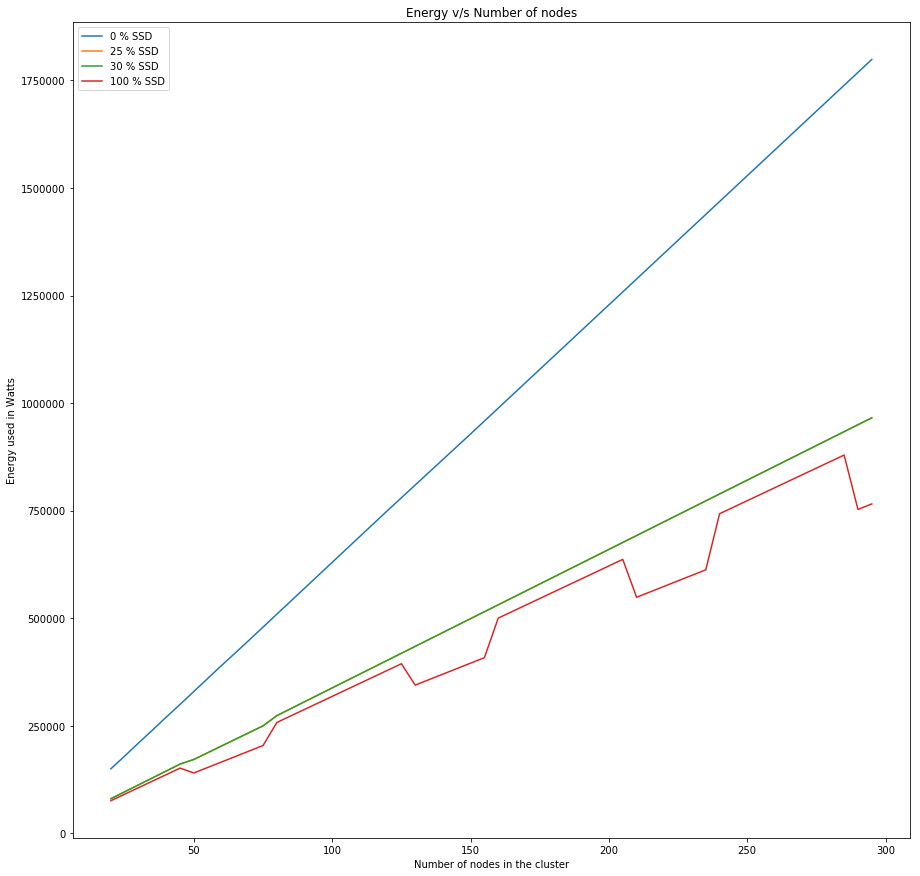 Energy v/s Number of nodes
0 % SSD
25 % SSD
30 % SSD
100 % SSD
1750000
1500000
1250000
1000000
750000
500000
250000
0
Energy used in Watts
50
100
150
200
250
300
Number of nodes in the cluster